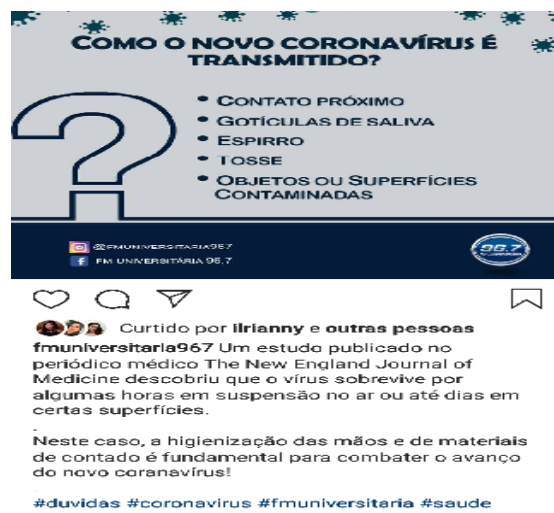 COMO O NOVO CORONAVÍRUS É
TRANSMITIDO?
• CONTATO PRÓXIMO
• GOTÍCULAS DE SALIVA
• ESPIRRO
• TOSSE
• OBJETOS OU SUPERFÍCIES
CONTAMINADAS
@FMUNIVERSITARIA967
FM UNIVERSITÁRIA 96.7
96.7
Curtido por ilrianny e outras pessoas
fmuniversitaria967 Um estudo publicado no
periódico médico The New England Journal of
Medicine descobriu que o vírus sobrevive por
algumas horas em suspensão no ar ou até dias em
certas superfícies.
.
Neste caso, a higienização das mãos e de materiais
de contado é fundamental para combater o avanço
do novo coranavírus!
#duvidas #coronavirus #fmuniversitaria #saude